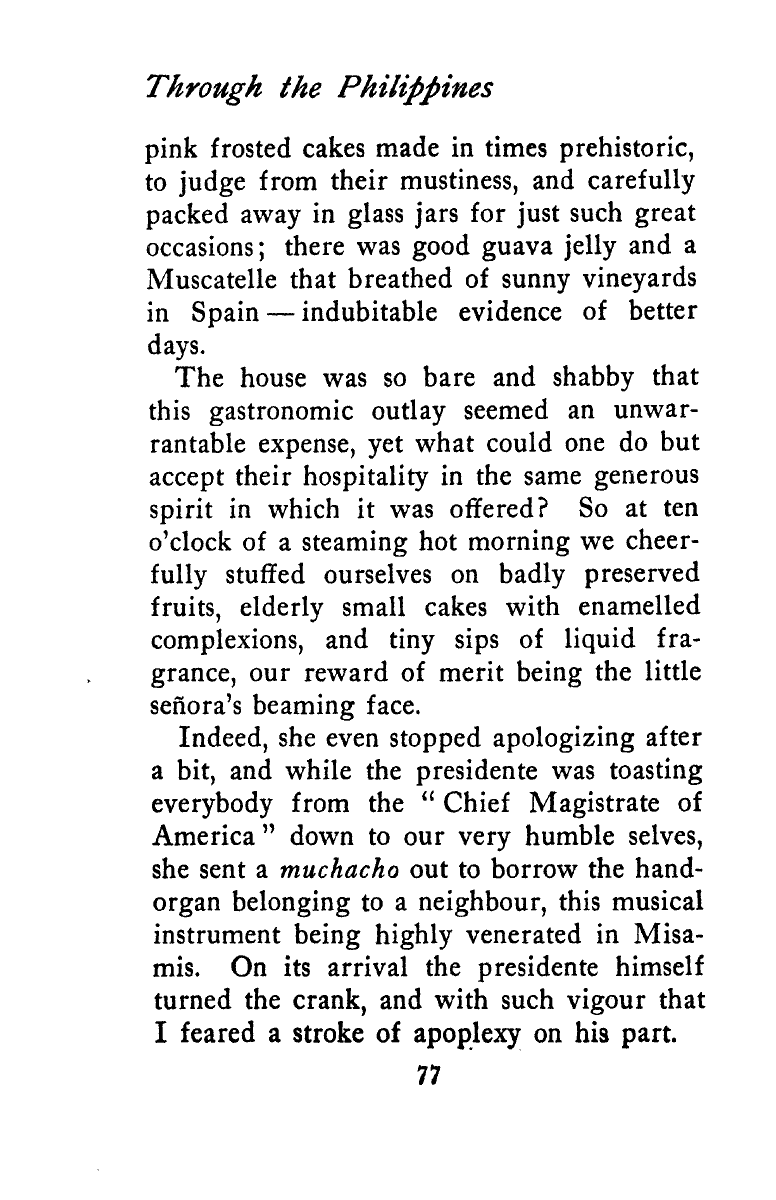 Through the Philippines
pink frosted cakes made in times prehistoric,
to judge from their mustiness, and carefully
packed away in glass jars for just such great
occasions; there was good guava jelly and a
Muscatelle that breathed of sunny vineyards
in Spain — indubitable evidence of better
days.
The house was so bare and shabby that
this gastronomic outlay seemed an unwar-
rantable expense, yet what could one do but
accept their hospitality in the same generous
spirit in which it was offered? So at ten
o'clock of a steaming hot morning we cheer-
fully stuffed ourselves on badly preserved
fruits, elderly small cakes with enamelled
complexions, and tiny sips of liquid fra-
grance, our reward of merit being the little
señora's beaming face.
Indeed, she even stopped apologizing after
a bit, and while the presidente was toasting
everybody from the “ Chief Magistrate of
America ” down to our very humble selves,
she sent a muchacho out to borrow the hand-
organ belonging to a neighbour, this musical
instrument being highly venerated in Misa-
mis. On its arrival the presidente himself
turned the crank, and with such vigour that
I feared a stroke of apoplexy on his part.
77